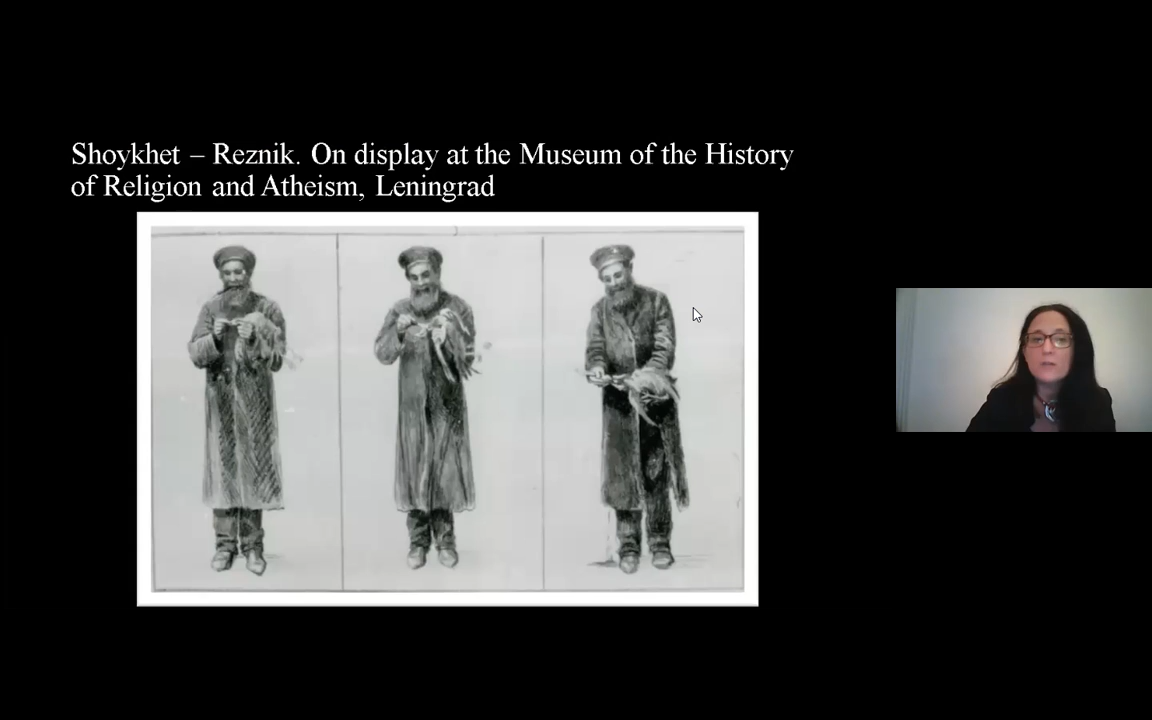 Shoykhet – Reznik. On display at the Museum of the History
of Religion and Atheism, Leningrad